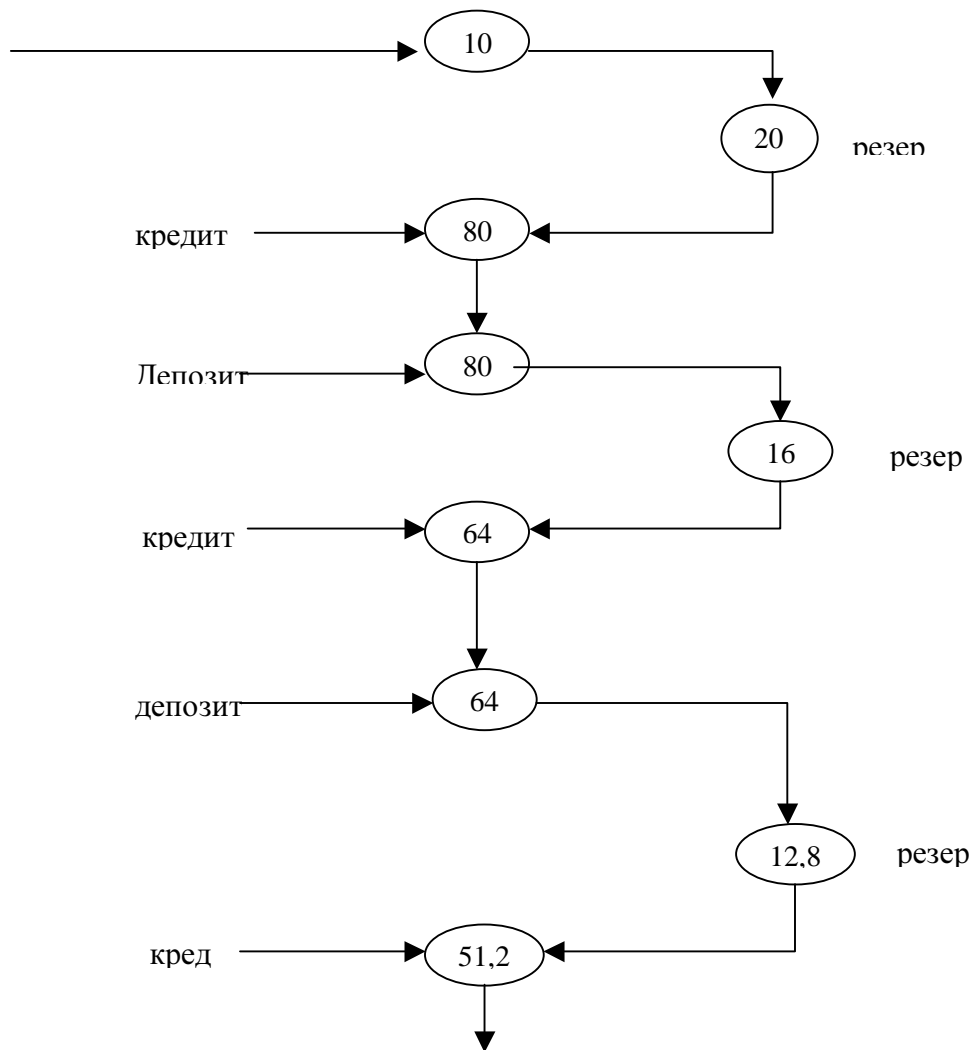 10
20 резер
кредит 80
Депозит 80
16 резер
кредит 64
депозит 64
12,8 резер
кред 51,2